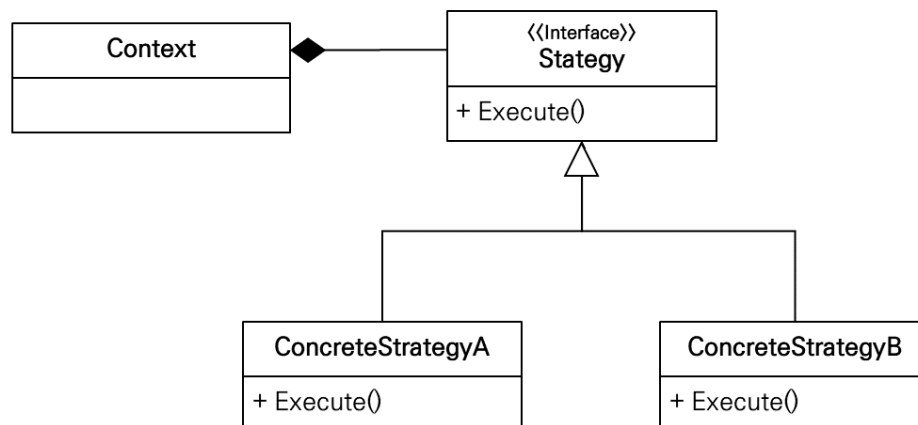 Context
《Interface》
Stategy
+ Execute()
ConcreteStrategyA
+ Execute()
ConcreteStrategyB
+ Execute()